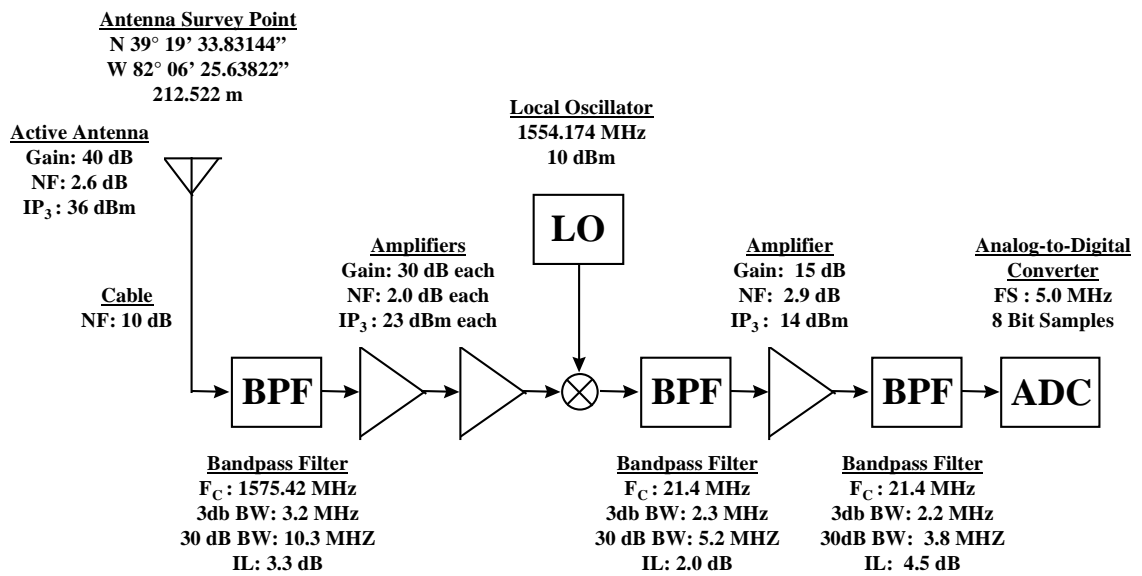 Antenna Survey Point
N 39° 19’ 33.83144”
W 82° 06’ 25.63822”
212.522 m
Active Antenna
Gain: 40 dB
NF: 2.6 dB
IP3 : 36 dBm
Local Oscillator
1554.174 MHz
10 dBm
LO
Cable
NF: 10 dB
Amplifiers
Gain: 30 dB each
NF: 2.0 dB each
IP3 : 23 dBm each
Amplifier
Gain: 15 dB
NF: 2.9 dB
IP3 : 14 dBm
Analog-to-Digital
Converter
FS : 5.0 MHz
8 Bit Samples
BPF
BPF
BPF
ADC
Bandpass Filter
FC : 1575.42 MHz
3db BW: 3.2 MHz
30 dB BW: 10.3 MHZ
IL: 3.3 dB
Bandpass Filter
FC : 21.4 MHz
3db BW: 2.3 MHz
30 dB BW: 5.2 MHZ
IL: 2.0 dB
Bandpass Filter
FC : 21.4 MHz
3db BW: 2.2 MHz
30dB BW: 3.8 MHZ
IL: 4.5 dB